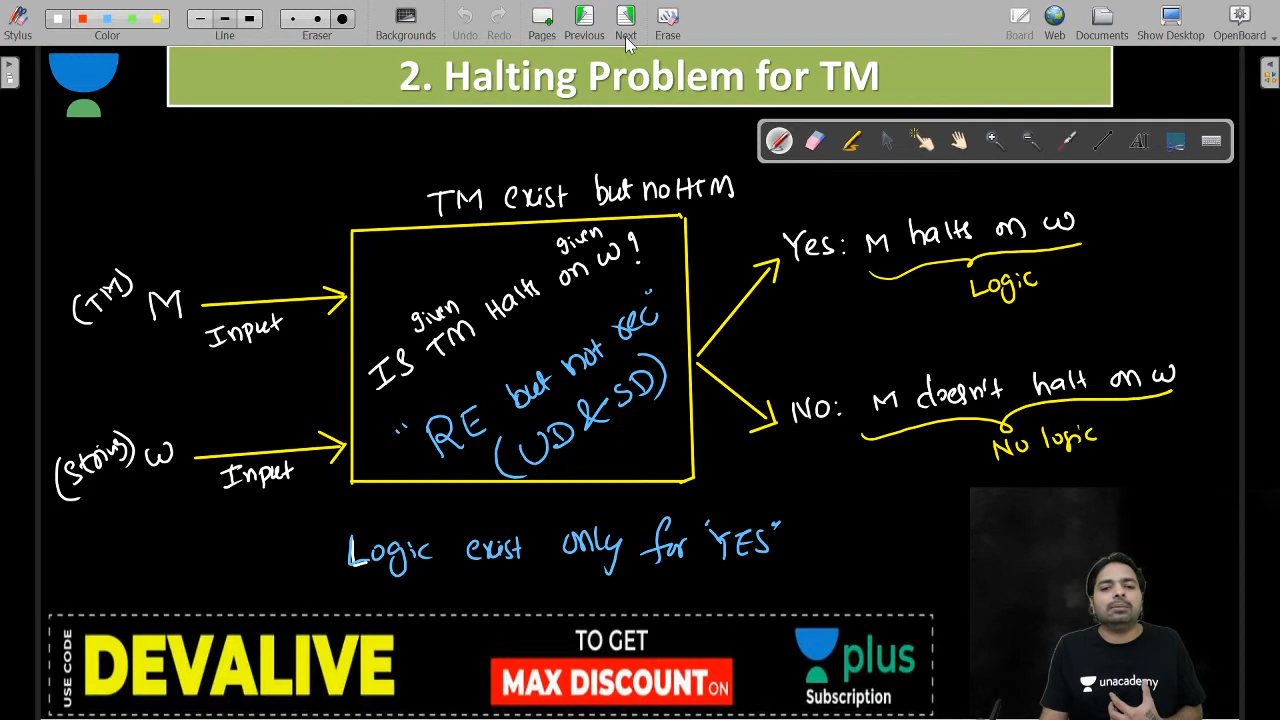 Stylus
Color
Line
Eraser
Backgrounds
Undo
Redo
Pages
Previous
Next
Erase
Board
Web
Documents
Show Desktop
OpenBoard
2. Halting Problem for TM
TM exist but no HTM
(TM) M
Input
(String) w
Input
given given
Is TM Halts on w?
"RE but not rec"
(UD & SD)
Yes: M halts on w
Logic
NO: M doesn't halt on w
No logic
Logic exist only for "YES"
USE CODE
DEVALIVE
TO GET
MAX DISCOUNT ON
plus
Subscription
unacademy